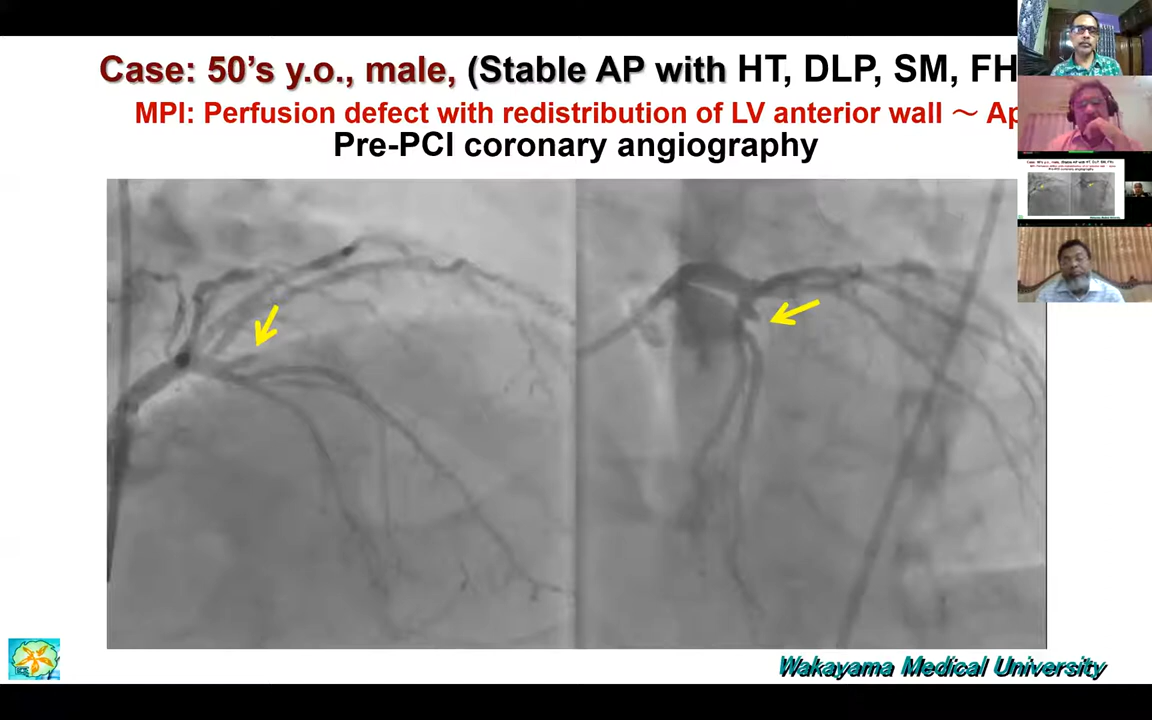 Case: 50's y.o., male, (Stable AP with HT, DLP, SM, FH
MPI: Perfusion defect with redistribution of LV anterior wall ～ Ap
Pre-PCI coronary angiography
Wakayama Medical University